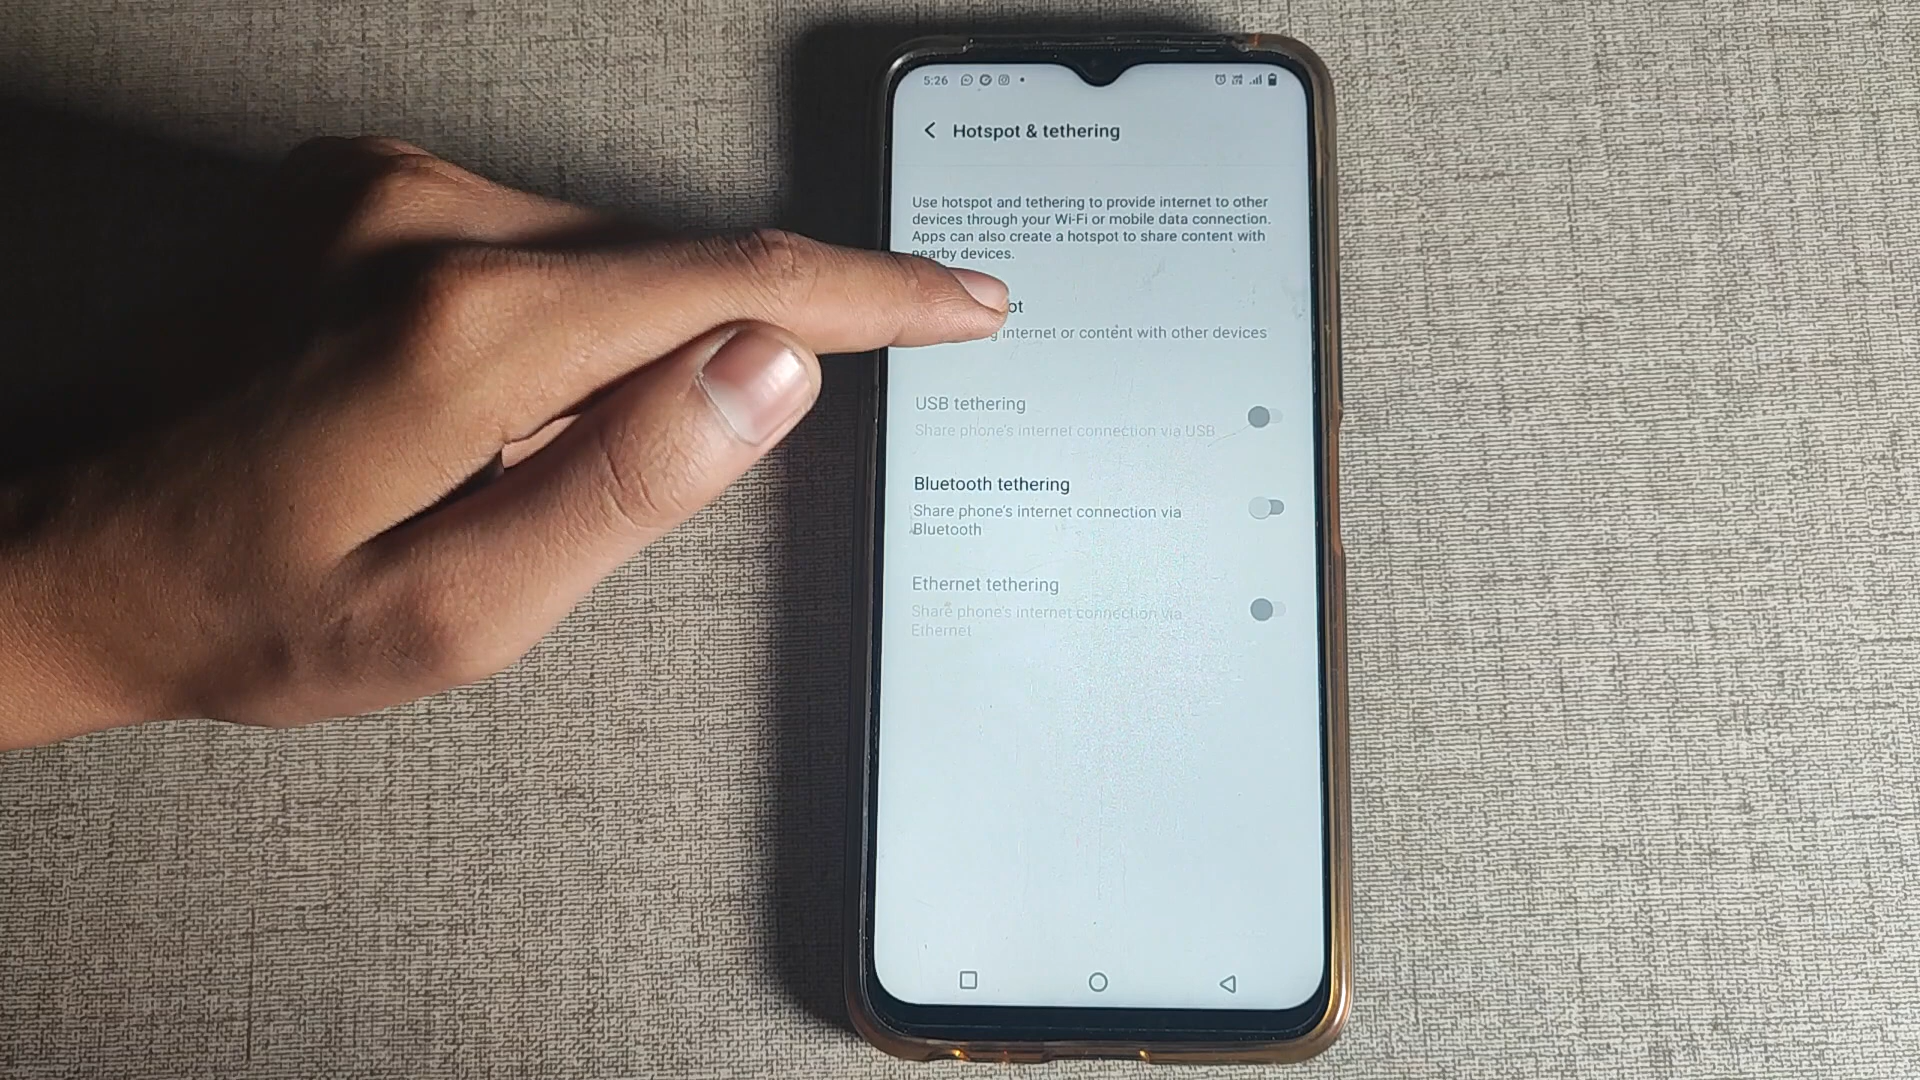 5:26
Hotspot & tethering
Use hotspot and tethering to provide internet to other
devices through your Wi-Fi or mobile data connection.
Apps can also create a hotspot to share content with
nearby devices.
ot
g internet or content with other devices
USB tethering
Share phone's internet connection via USB
Bluetooth tethering
Share phone's internet connection via
Bluetooth
Ethernet tethering
Share phone's internet connection via
Ethernet